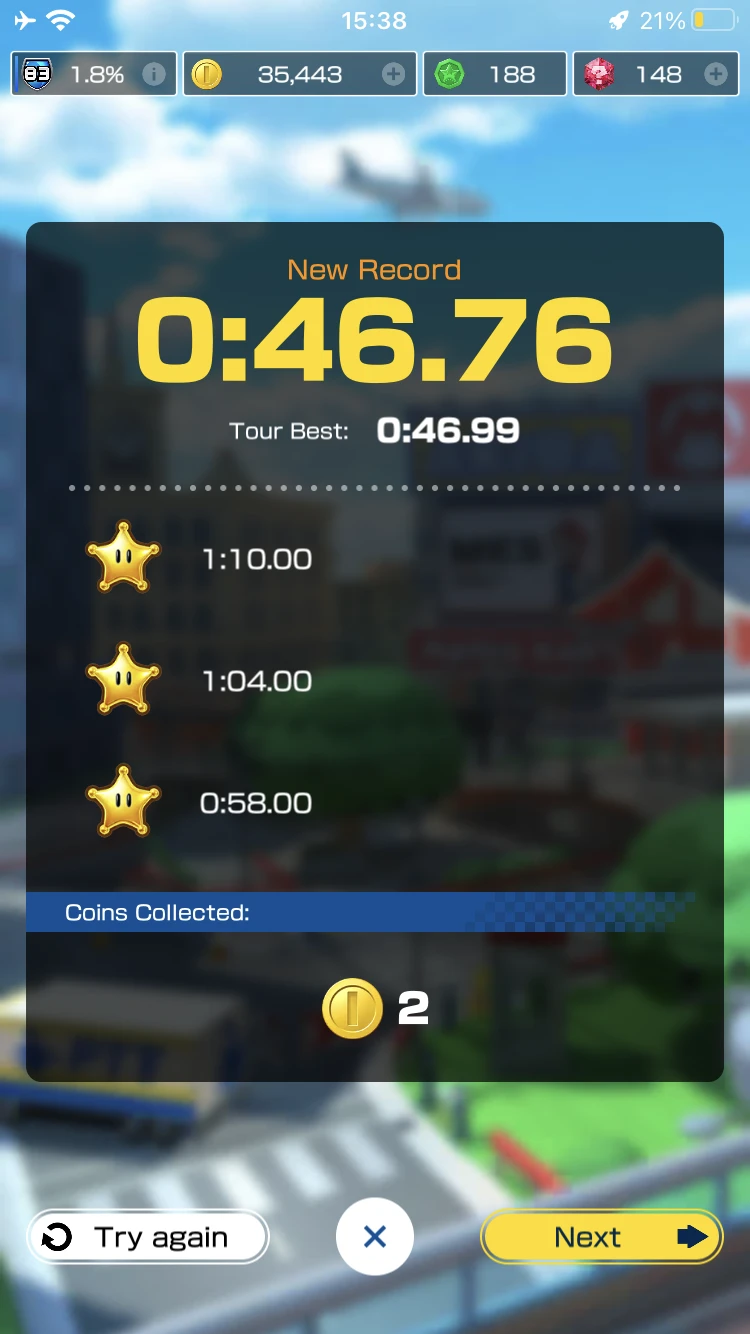 15:38
21%
83 1.8% i 35,443 + 188 ? 148 +
New Record
0:46.76
Tour Best: 0:46.99
1:10.00
1:04.00
0:58.00
Coins Collected:
2
Try again
Next